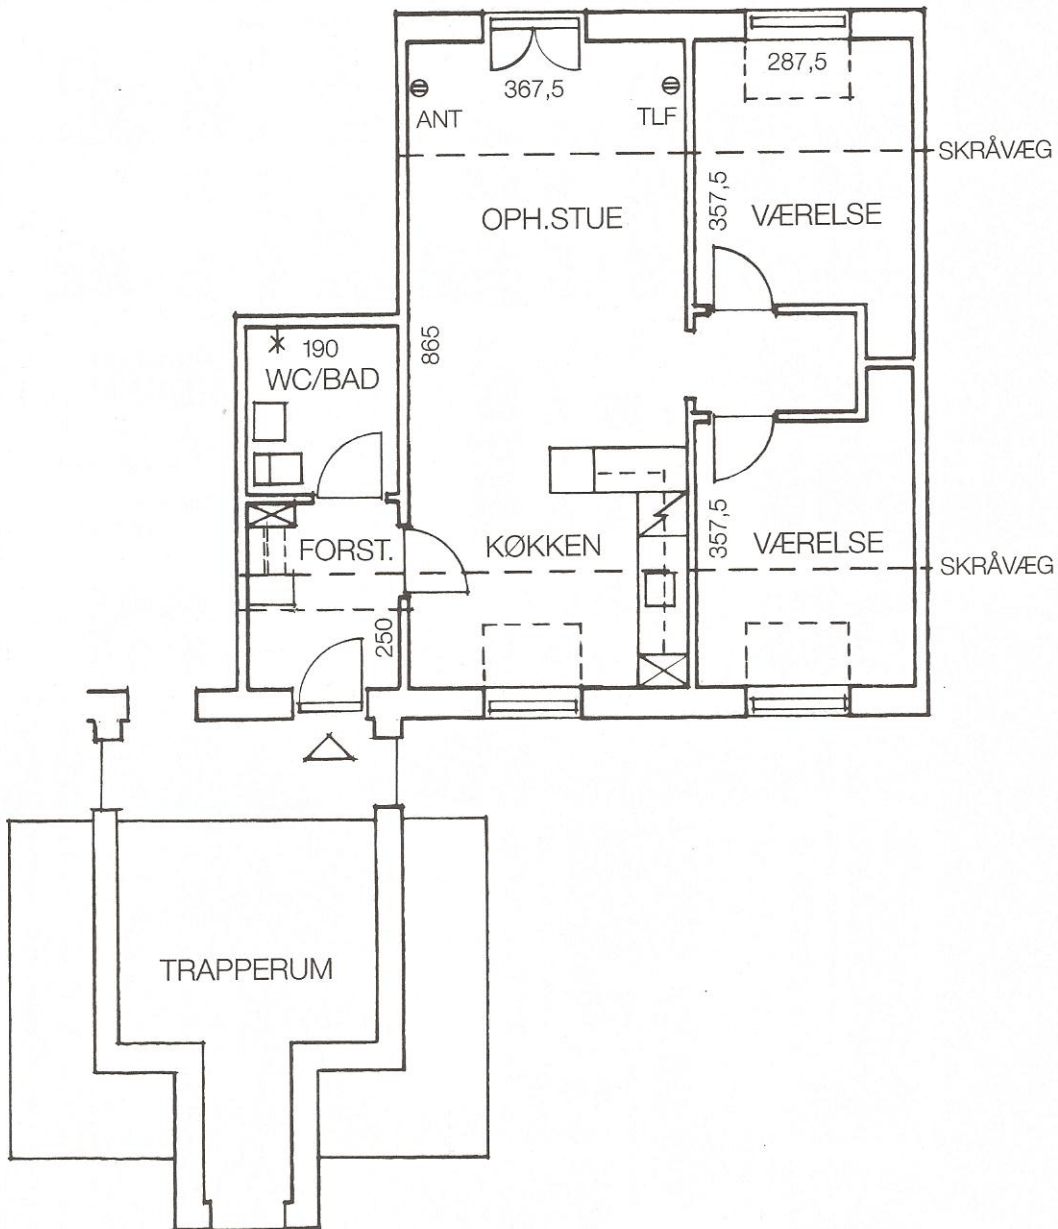 367,5
287,5
ANT
TLF
SKRÅVÆG
357,5
OPH.STUE
VÆRELSE
865
190
WC/BAD
FORST.
KØKKEN
357,5
VÆRELSE
SKRÅVÆG
250
TRAPPERUM